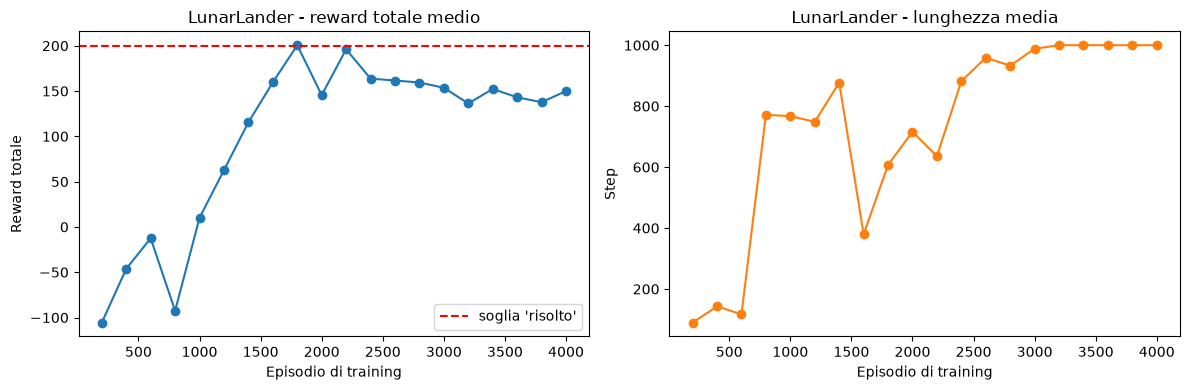 LunarLander - reward totale medio
Reward totale
200
150
100
50
0
−50
−100
500 1000 1500 2000 2500 3000 3500 4000
Episodio di training
soglia 'risolto'
LunarLander - lunghezza media
Step
1000
800
600
400
200
500 1000 1500 2000 2500 3000 3500 4000
Episodio di training